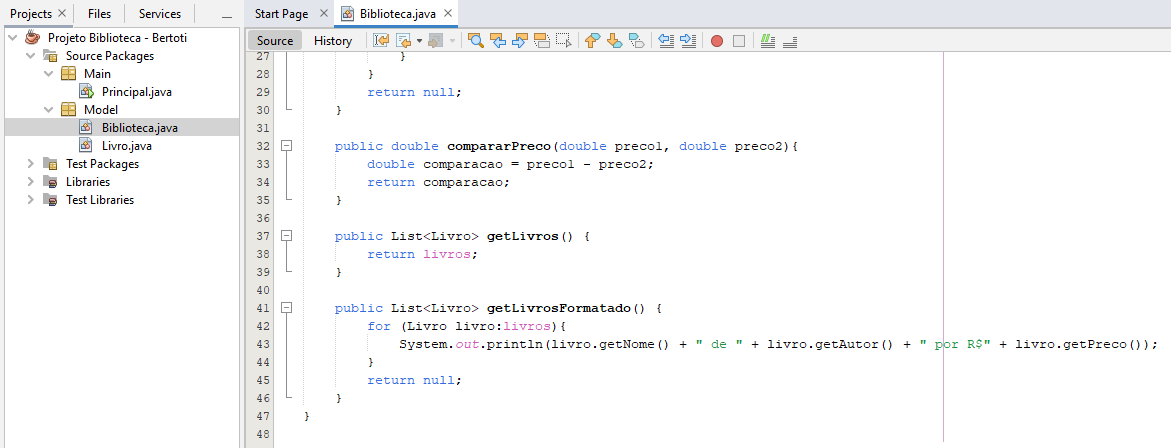 Projects
Files
Services
Projeto Biblioteca - Bertoti
Source Packages
Main
Principal.java
Model
Biblioteca.java
Livro.java
Test Packages
Libraries
Test Libraries
Start Page
Biblioteca.java
Source
History
27 }
28 }
29 return null;
30 }
31
32 public double compararPreco(double preco1, double preco2){
33 double comparacao = preco1 - preco2;
34 return comparacao;
35 }
36
37 public List<Livro> getLivros() {
38 return livros;
39 }
40
41 public List<Livro> getLivrosFormatado() {
42 for (Livro livro:livros){
43 System.out.println(livro.getNome() + " de " + livro.getAutor() + " por R$" + livro.getPreco());
44 }
45 return null;
46 }
47 }
48